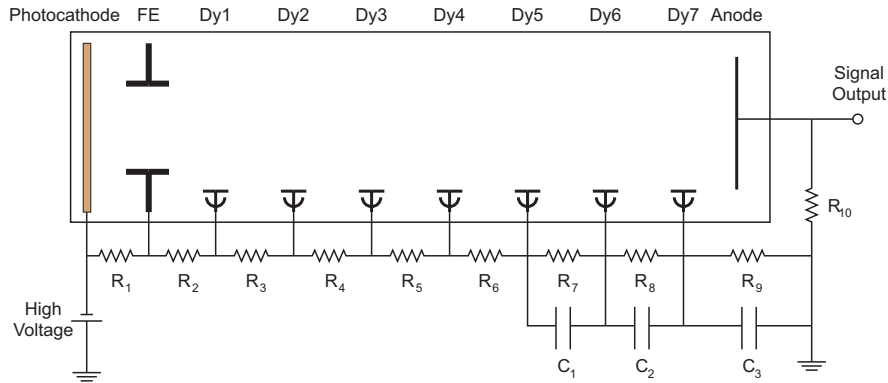 Photocathode FE Dy1 Dy2 Dy3 Dy4 Dy5 Dy6 Dy7 Anode
Signal
Output
R10
R1 R2 R3 R4 R5 R6 R7 R8 R9
High
Voltage
C1 C2 C3